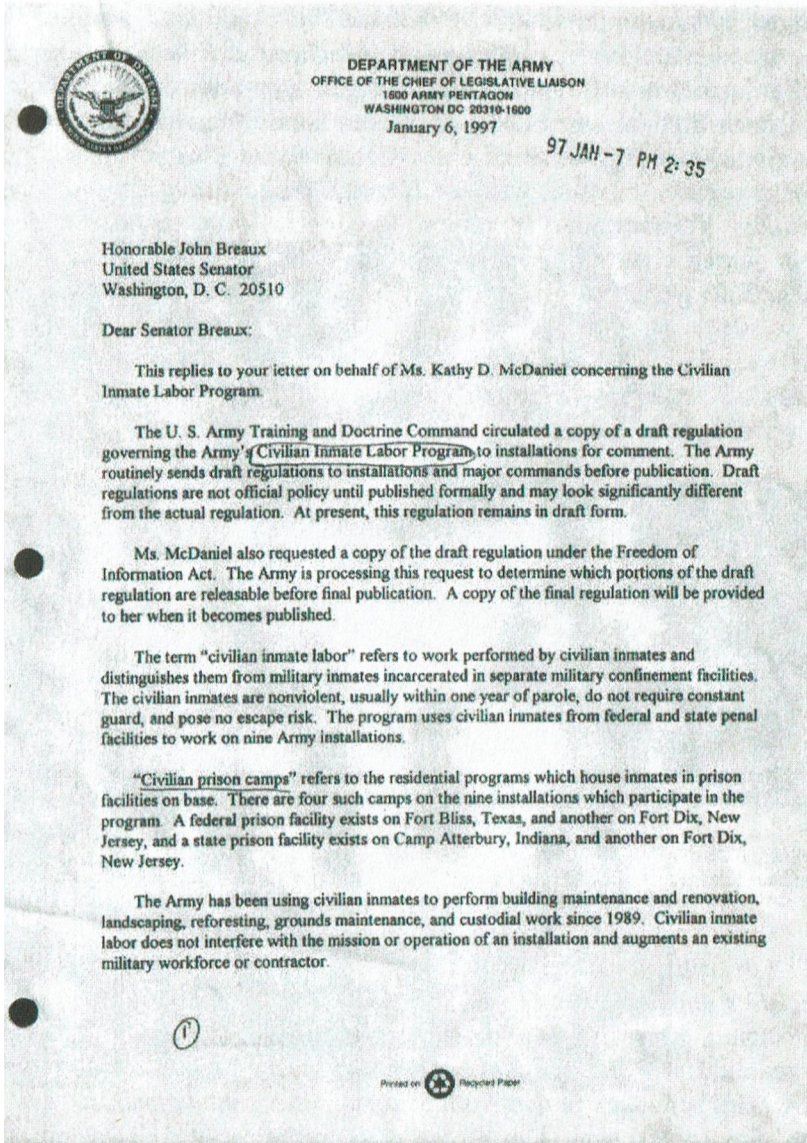 DEPARTMENT OF DEFENSE
DEPARTMENT OF THE ARMY
OFFICE OF THE CHIEF OF LEGISLATIVE LIAISON
1600 ARMY PENTAGON
WASHINGTON DC 20310-1600
January 6, 1997
97 JAN -7 PM 2:35
Honorable John Breaux
United States Senator
Washington, D. C. 20510
Dear Senator Breaux:
This replies to your letter on behalf of Ms. Kathy D. McDaniel concerning the Civilian
Inmate Labor Program.
The U. S. Army Training and Doctrine Command circulated a copy of a draft regulation
governing the Army's Civilian Inmate Labor Program to installations for comment. The Army
routinely sends draft regulations to installations and major commands before publication. Draft
regulations are not official policy until published formally and may look significantly different
from the actual regulation. At present, this regulation remains in draft form.
Ms. McDaniel also requested a copy of the draft regulation under the Freedom of
Information Act. The Army is processing this request to determine which portions of the draft
regulation are releasable before final publication. A copy of the final regulation will be provided
to her when it becomes published.
The term "civilian inmate labor" refers to work performed by civilian inmates and
distinguishes them from military inmates incarcerated in separate military confinement facilities.
The civilian inmates are nonviolent, usually within one year of parole, do not require constant
guard, and pose no escape risk. The program uses civilian inmates from federal and state penal
facilities to work on nine Army installations.
"Civilian prison camps" refers to the residential programs which house inmates in prison
facilities on base. There are four such camps on the nine installations which participate in the
program. A federal prison facility exists on Fort Bliss, Texas, and another on Fort Dix, New
Jersey, and a state prison facility exists on Camp Atterbury, Indiana, and another on Fort Dix,
New Jersey.
The Army has been using civilian inmates to perform building maintenance and renovation,
landscaping, reforesting, grounds maintenance, and custodial work since 1989. Civilian inmate
labor does not interfere with the mission or operation of an installation and augments an existing
military workforce or contractor.
1
Printed on Recycled Paper